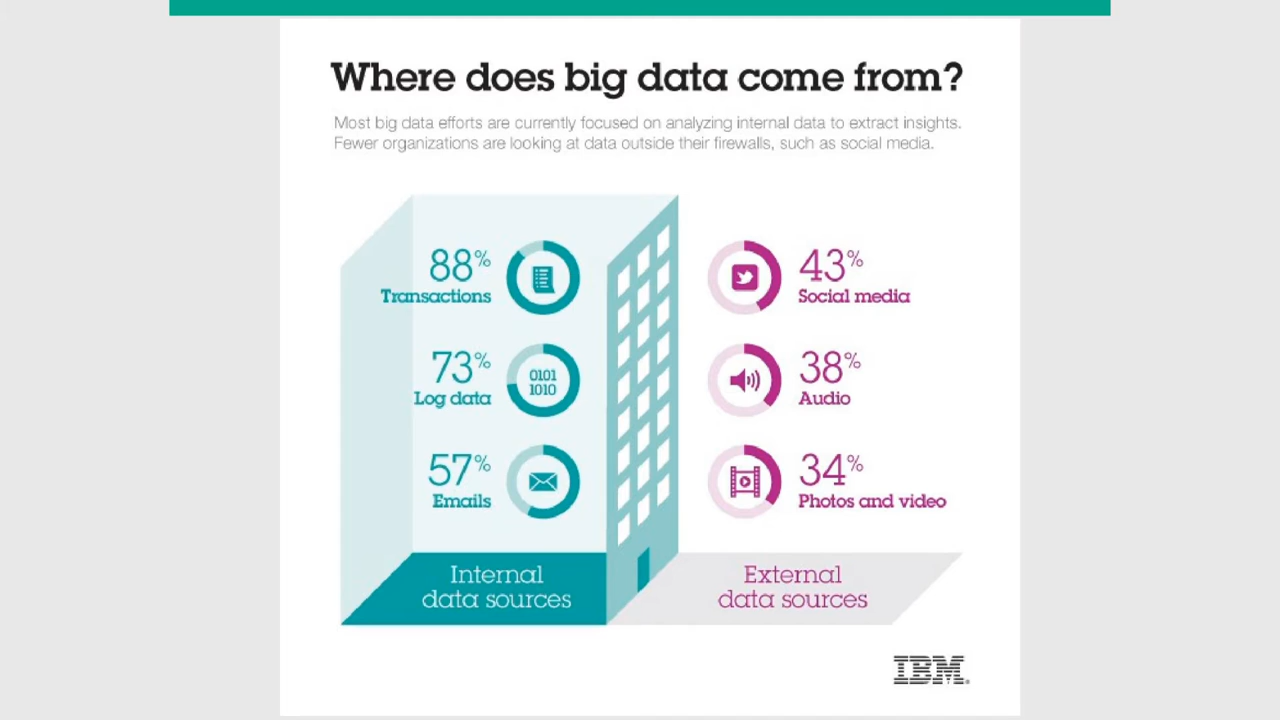 Where does big data come from?
Most big data efforts are currently focused on analyzing internal data to extract insights.
Fewer organizations are looking at data outside their firewalls, such as social media.
88%
Transactions
73%
Log data
0101
1010
57%
Emails
Internal
data sources
43%
Social media
38%
Audio
34%
Photos and video
External
data sources
IBM